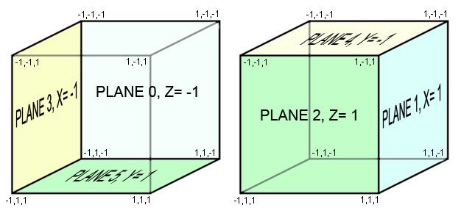 -1,-1,-1
1,-1,-1
-1,-1,1
1,-1,1
PLANE 3, X= -1
PLANE 0, Z= -1
-1,1,-1
1,1,-1
PLANE 5, Y= 1
-1,1,1
1,1,1
-1,-1,-1
1,-1,-1
PLANE 4, Y= -1
-1,-1,1
1,-1,1
PLANE 2, Z= 1
PLANE 1, X= 1
-1,1,-1
1,1,-1
-1,1,1
1,1,1